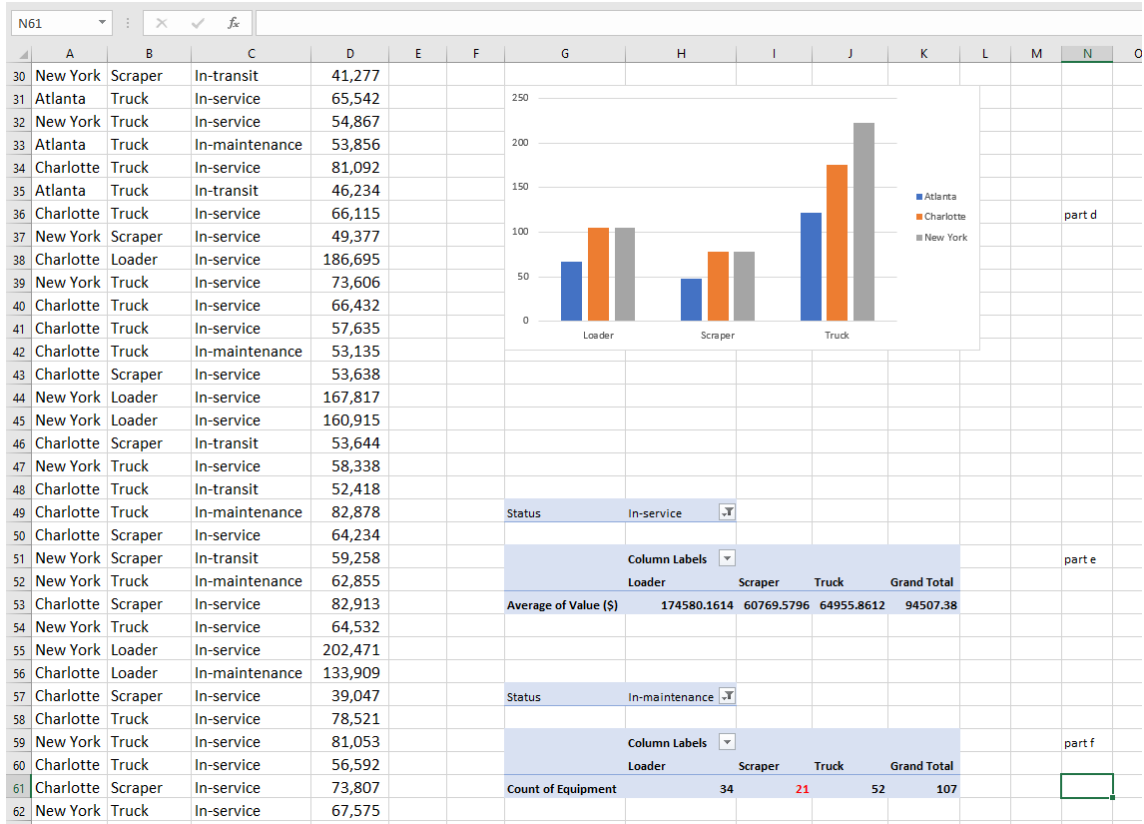 N61 fx
A B C D E F G H I J K L M N O
30 New York Scraper In-transit 41,277
31 Atlanta Truck In-service 65,542
32 New York Truck In-service 54,867
33 Atlanta Truck In-maintenance 53,856
34 Charlotte Truck In-service 81,092
35 Atlanta Truck In-transit 46,234
36 Charlotte Truck In-service 66,115
37 New York Scraper In-service 49,377
38 Charlotte Loader In-service 186,695
39 New York Truck In-service 73,606
40 Charlotte Truck In-service 66,432
41 Charlotte Truck In-service 57,635
42 Charlotte Truck In-maintenance 53,135
43 Charlotte Scraper In-service 53,638
44 New York Loader In-service 167,817
45 New York Loader In-service 160,915
46 Charlotte Scraper In-transit 53,644
47 New York Truck In-service 58,338
48 Charlotte Truck In-transit 52,418
49 Charlotte Truck In-maintenance 82,878
50 Charlotte Scraper In-service 64,234
51 New York Scraper In-transit 59,258
52 New York Truck In-maintenance 62,855
53 Charlotte Scraper In-service 82,913
54 New York Truck In-service 64,532
55 New York Loader In-service 202,471
56 Charlotte Loader In-maintenance 133,909
57 Charlotte Scraper In-service 39,047
58 Charlotte Truck In-service 78,521
59 New York Truck In-service 81,053
60 Charlotte Truck In-service 56,592
61 Charlotte Scraper In-service 73,807
62 New York Truck In-service 67,575
250
200
150
100
50
0
Loader Scraper Truck
Atlanta
Charlotte
New York
part d
Status In-service
Column Labels
Loader Scraper Truck Grand Total
Average of Value ($) 174580.1614 60769.5796 64955.8612 94507.38
part e
Status In-maintenance
Column Labels
Loader Scraper Truck Grand Total
Count of Equipment 34 21 52 107
part f